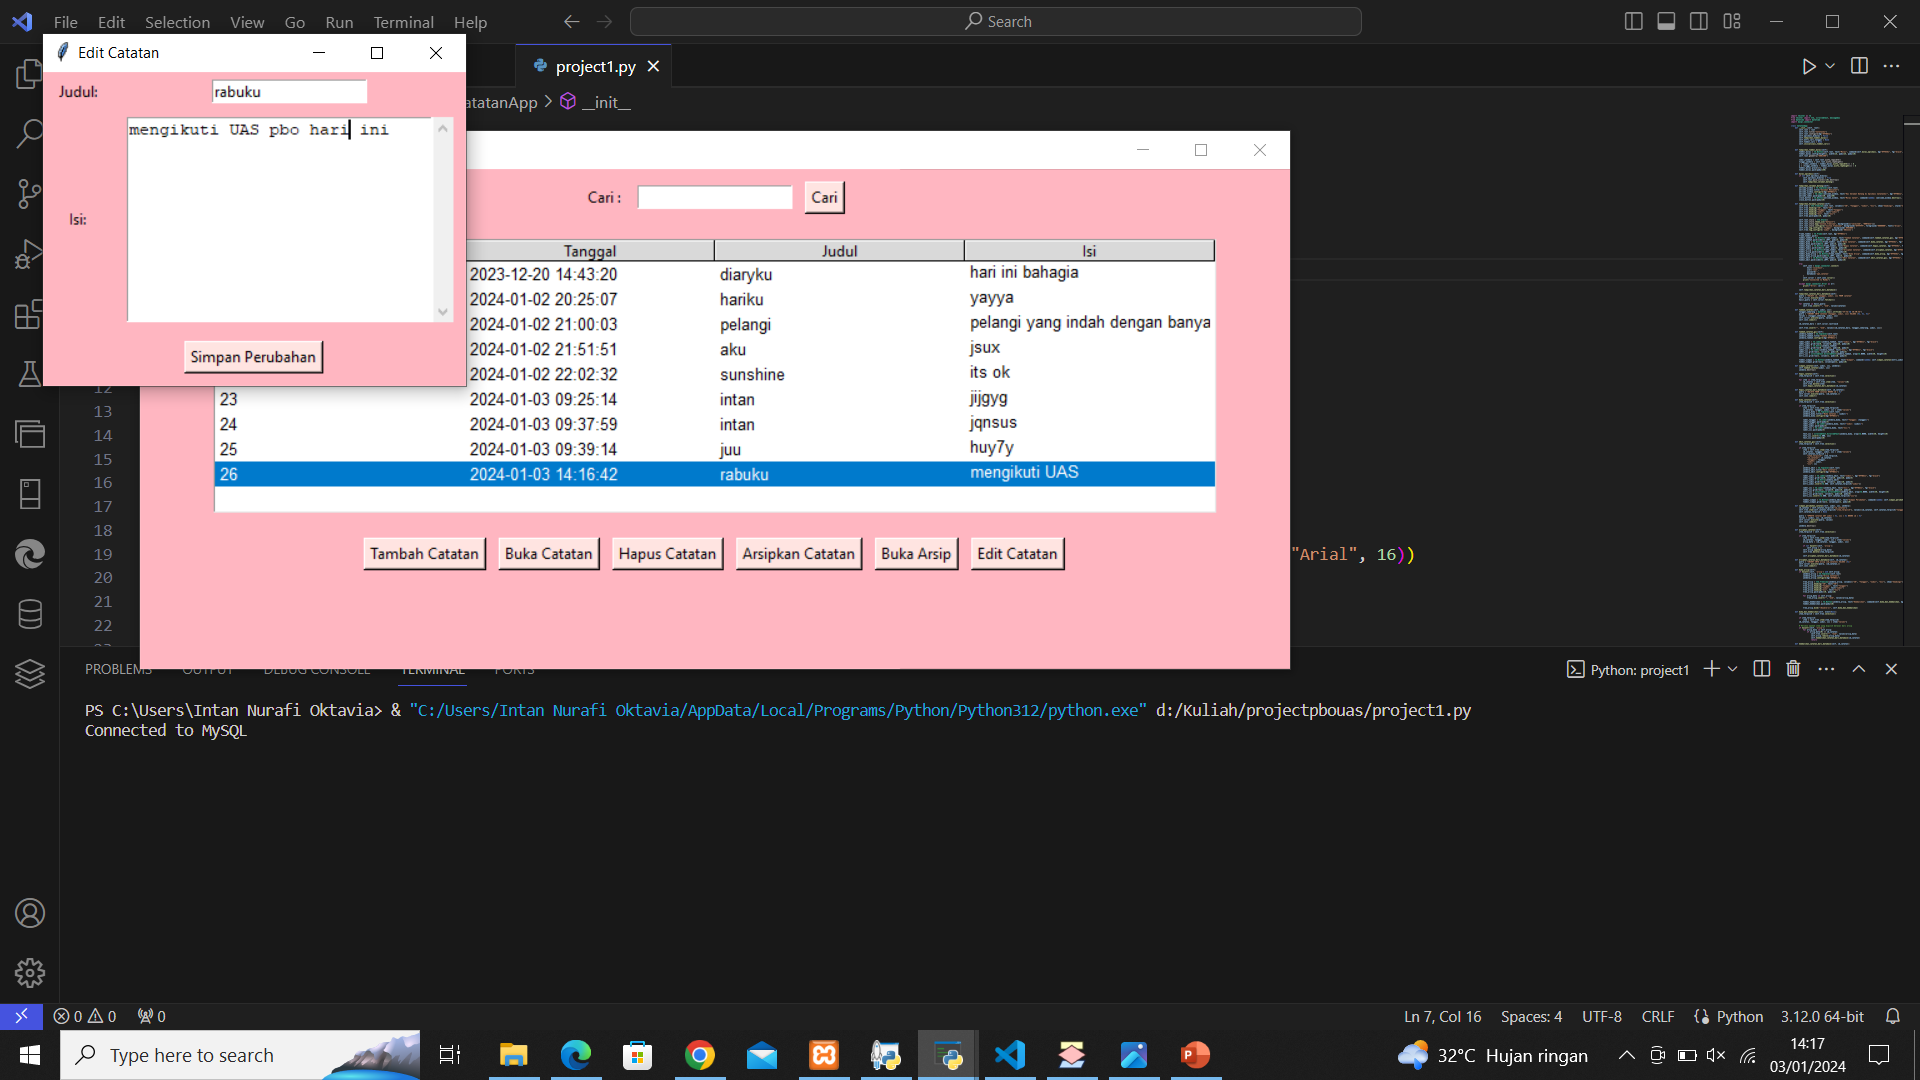 File Edit Selection View Go Run Terminal Help
Search
Edit Catatan
project1.py
Judul:
rabuku
atatanApp > __init__
mengikuti UAS pbo hari ini
Isi:
Simpan Perubahan
Cari :
Cari
Tanggal Judul Isi
2023-12-20 14:43:20 diaryku hari ini bahagia
2024-01-02 20:25:07 hariku yayya
2024-01-02 21:00:03 pelangi pelangi yang indah dengan banya
2024-01-02 21:51:51 aku jsux
2024-01-02 22:02:32 sunshine its ok
23 2024-01-03 09:25:14 intan jijgyg
24 2024-01-03 09:37:59 intan jqnsus
25 2024-01-03 09:39:14 juu huy7y
26 2024-01-03 14:16:42 rabuku mengikuti UAS
Tambah Catatan Buka Catatan Hapus Catatan Arsipkan Catatan Buka Arsip Edit Catatan
12
13
14
15
16
17
18
19 "Arial", 16))
20
21
22
PROBLEMS OUTPUT DEBUG CONSOLE TERMINAL PORTS
Python: project1
PS C:\Users\Intan Nurafi Oktavia> & "C:/Users/Intan Nurafi Oktavia/AppData/Local/Programs/Python/Python312/python.exe" d:/Kuliah/projectpbouas/project1.py
Connected to MySQL
0 0 0
Ln 7, Col 16 Spaces: 4 UTF-8 CRLF Python 3.12.0 64-bit
Type here to search
32°C Hujan ringan
14:17
03/01/2024